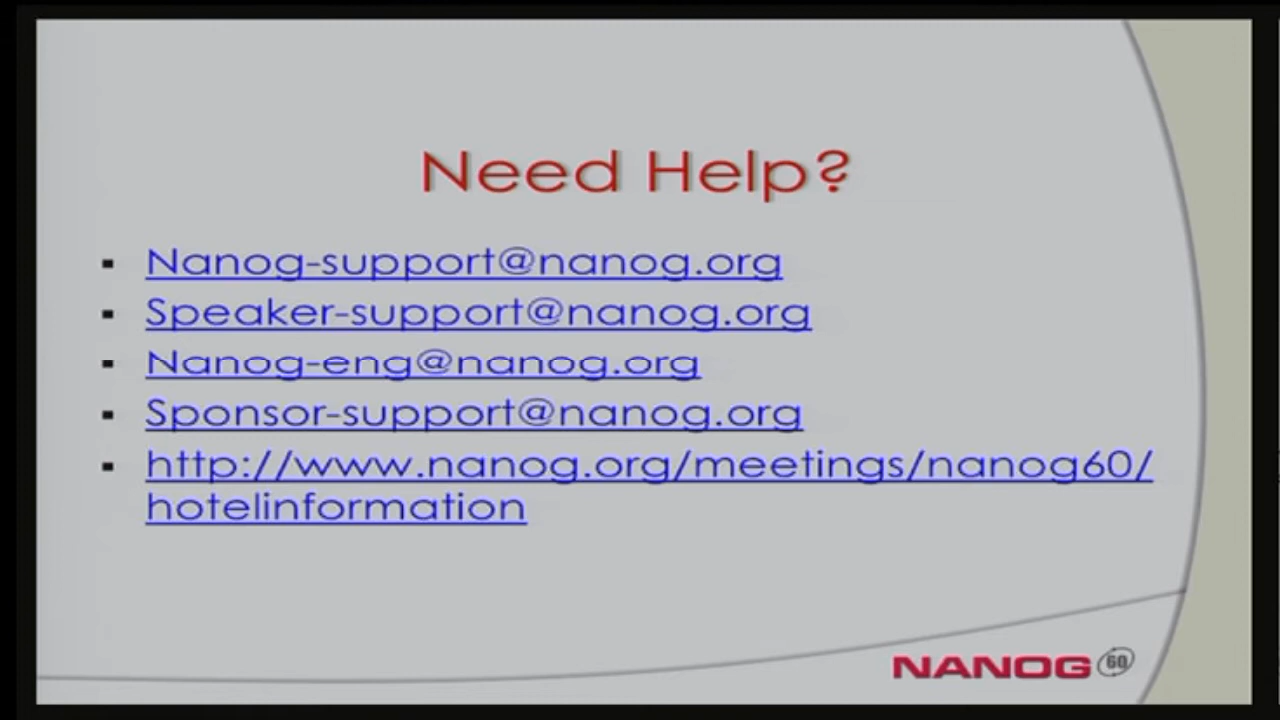 Need Help?
Nanog-support@nanog.org
Speaker-support@nanog.org
Nanog-eng@nanog.org
Sponsor-support@nanog.org
http://www.nanog.org/meetings/nanog60/
hotelinformation
NANOG 60